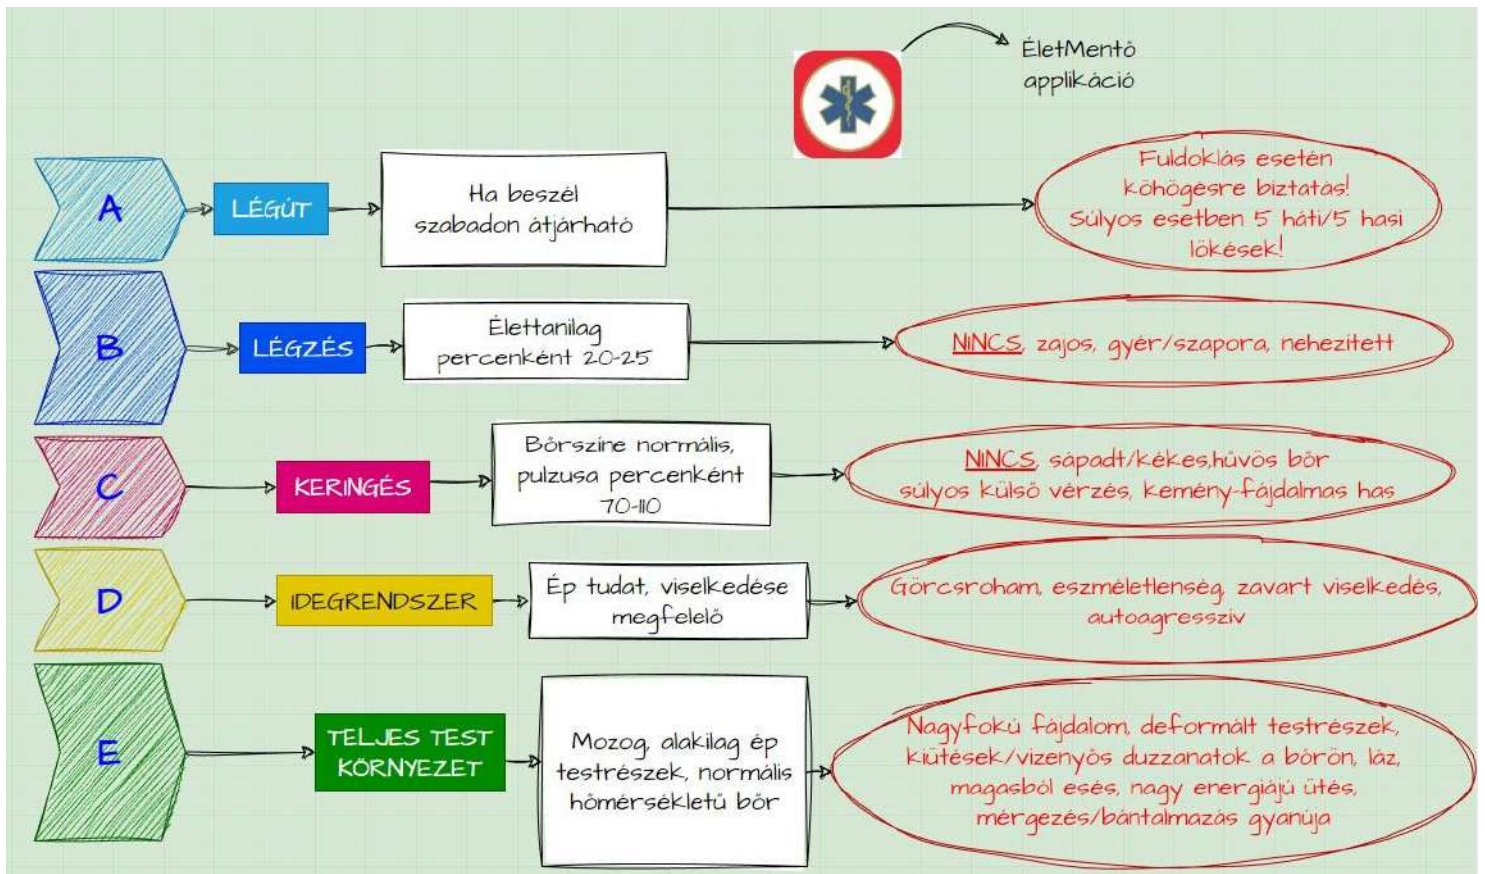 ÉletMentő
applikáció
A
LÉGÚT
Ha beszél
szabadon átjárható
Fuldoklás esetén
köhögésre biztatás!
Súlyos esetben 5 háti/5 hasi
lökések!
B
LÉGZÉS
Élettanilag
percenként 20-25
NINCS, zajos, gyér/szapora, nehezített
C
KERINGÉS
Bőrszíne normális,
pulzusa percenként
70-110
NINCS, sápadt/kékes,hűvös bőr
súlyos külső vérzés, kemény-fájdalmas has
D
IDEGRENDSZER
Ép tudat, viselkedése
megfelelő
Görcsroham, eszméletlenség, zavart viselkedés,
autoagresszív
E
TELJES TEST
KÖRNYEZET
Mozog, alakilag ép
testrészek, normális
hőmérsékletű bőr
Nagyfokú fájdalom, deformált testrészek,
kiütések/vizenyős duzzanatok a bőrön, láz,
magasból esés, nagy energiájú ütés,
mérgezés/bántalmazás gyanúja